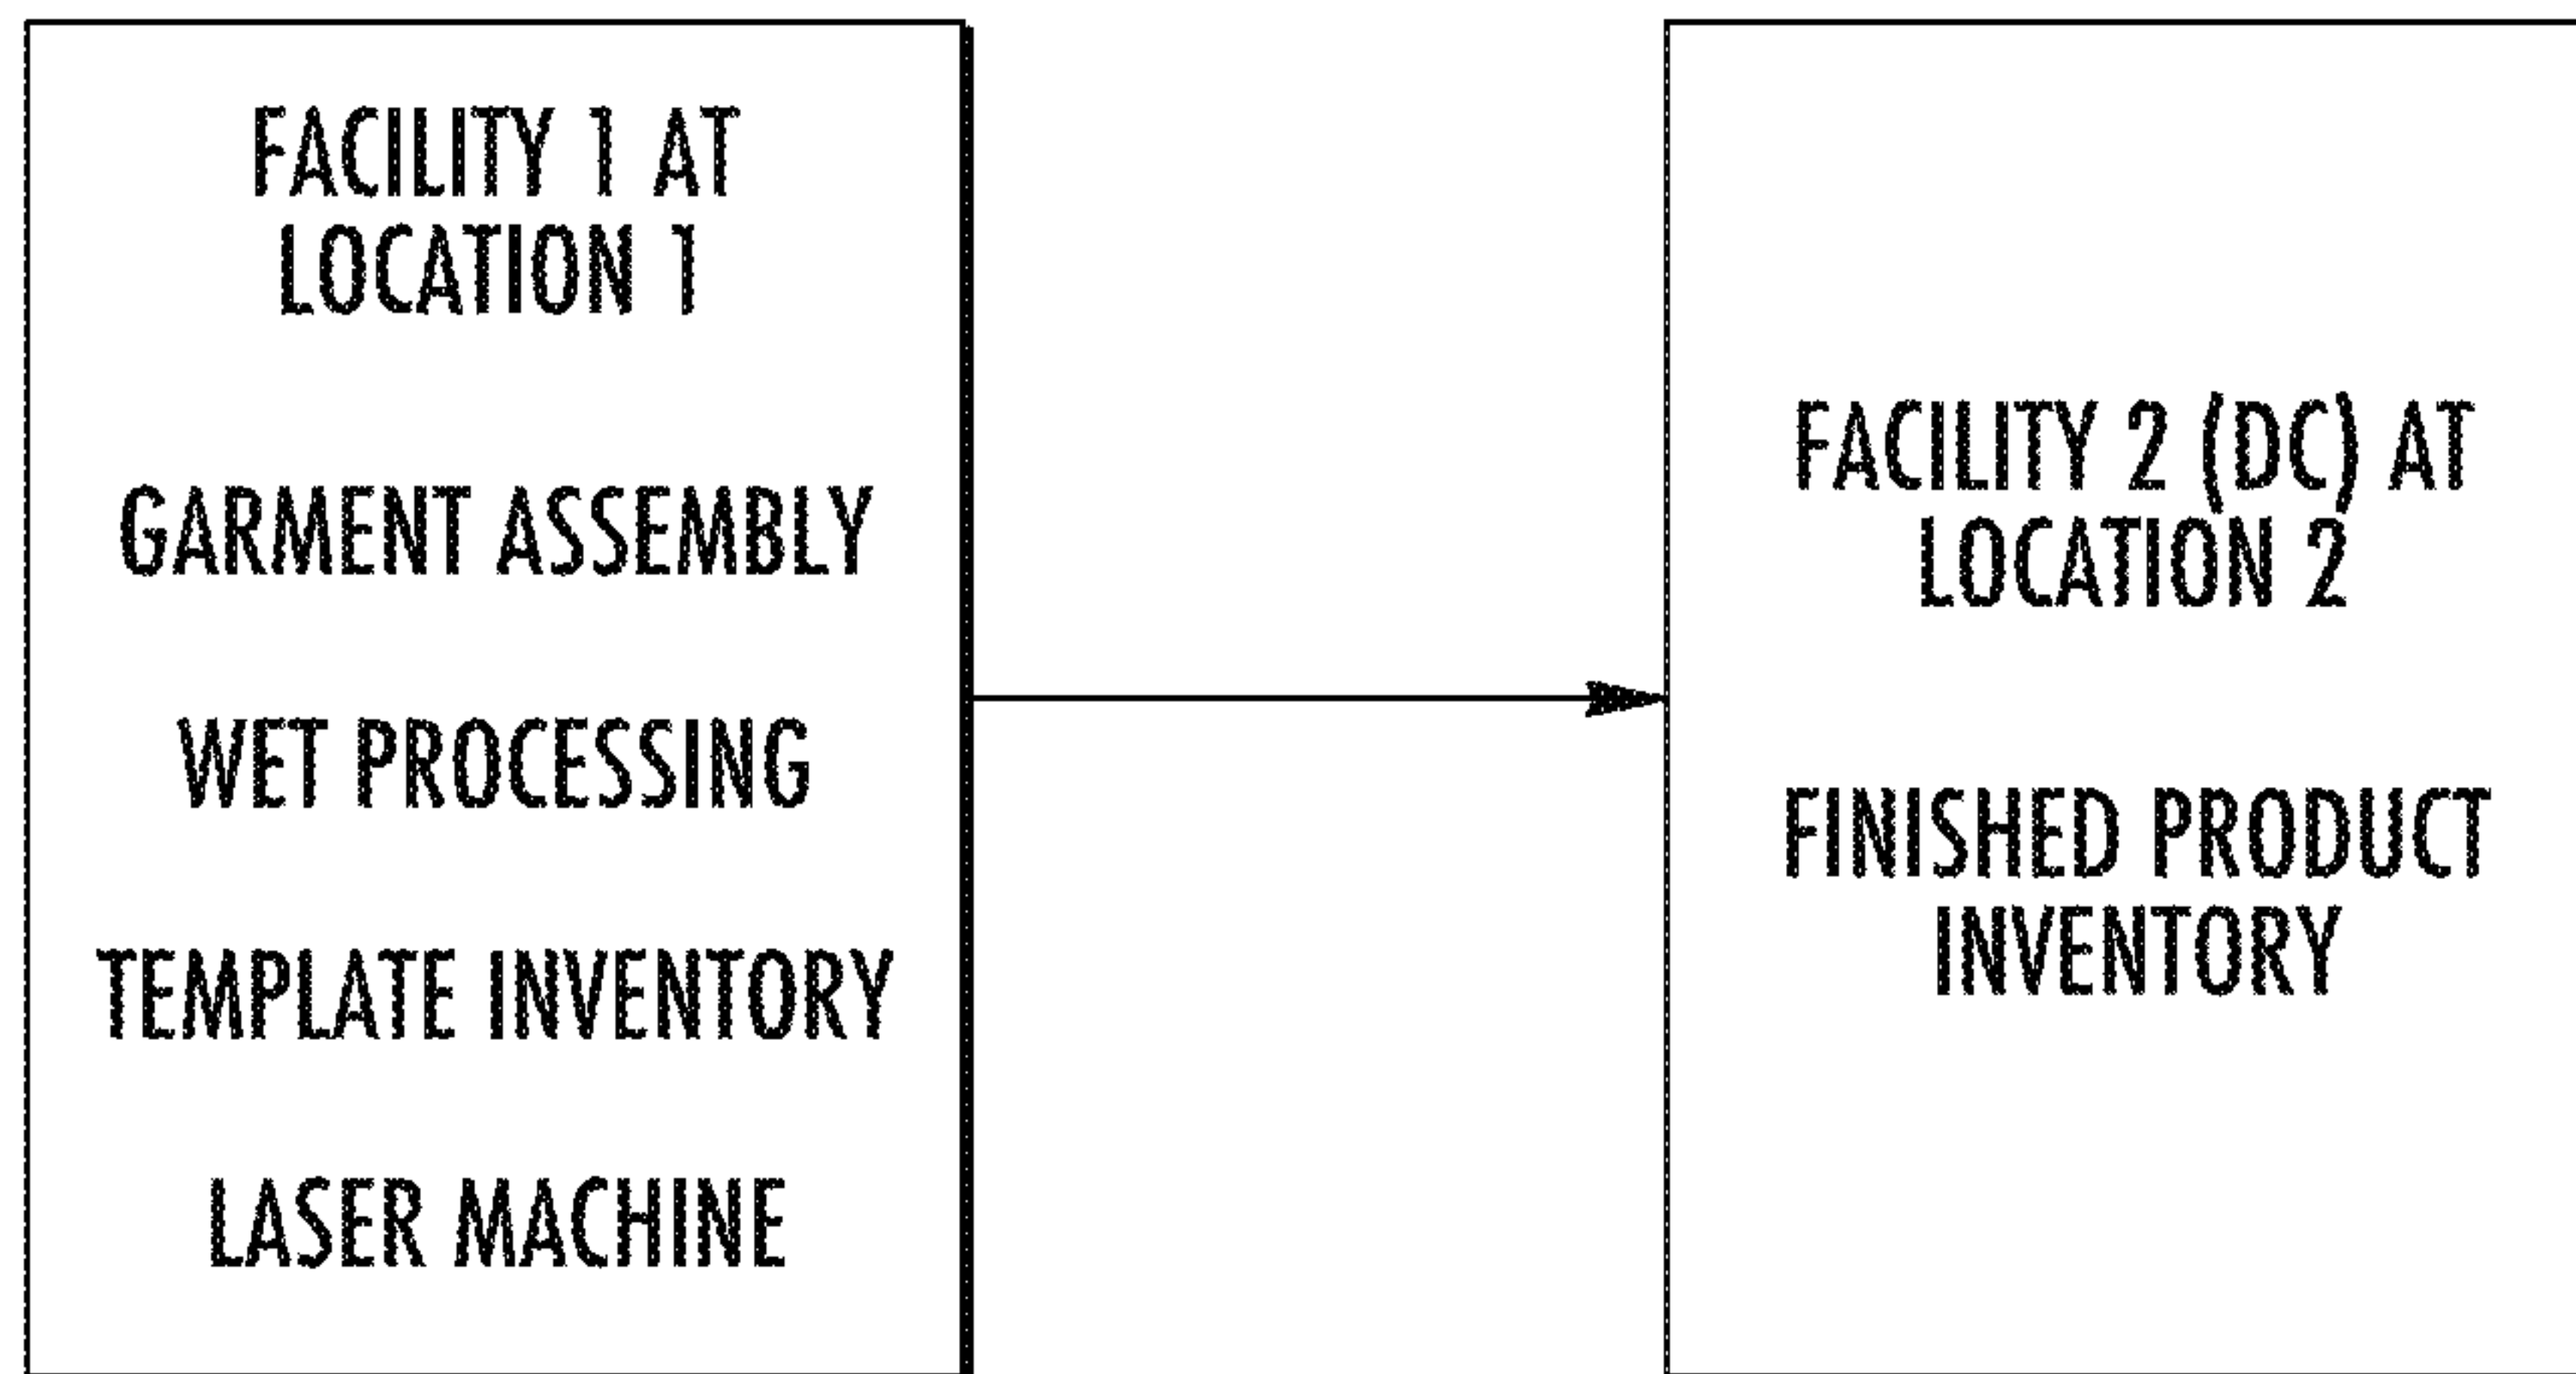 FACILITY 1 AT
LOCATION 1
GARMENT ASSEMBLY
WET PROCESSING
TEMPLATE INVENTORY
LASER MACHINE
FACILITY 2 (DC) AT
LOCATION 2
FINISHED PRODUCT
INVENTORY